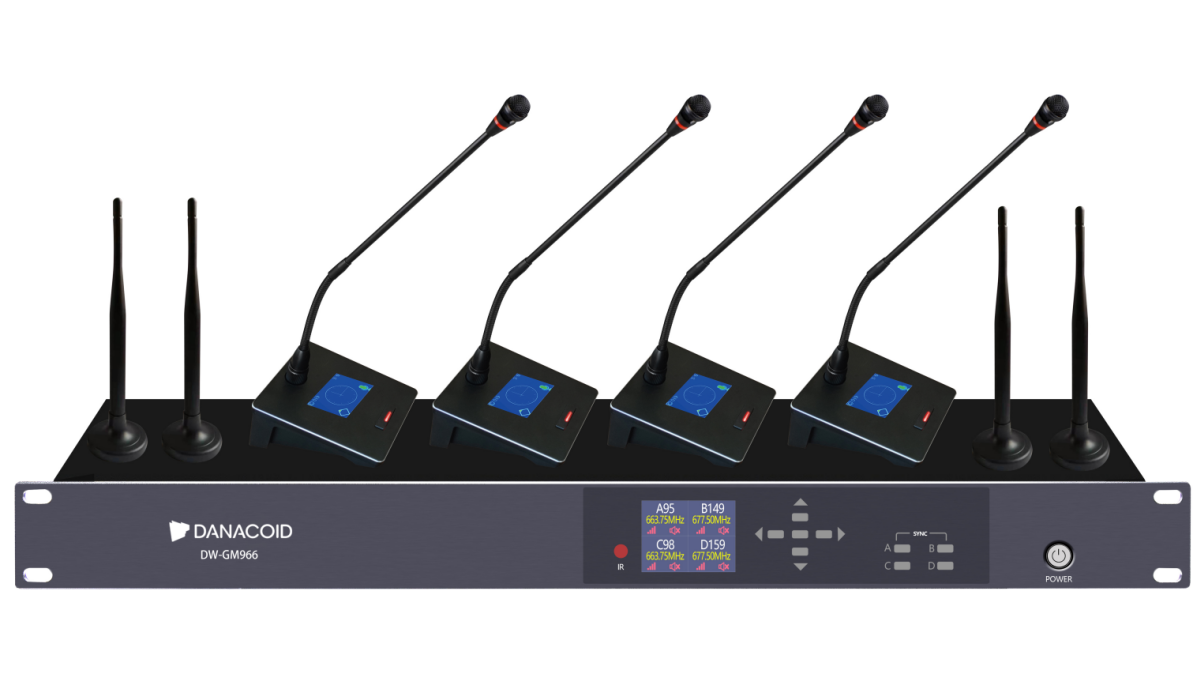 DANACOID
DW-GM966
IR
A95 B149
663.75MHz 677.50MHz
C98 D159
663.75MHz 677.50MHz
SYNC
A B
C D
POWER